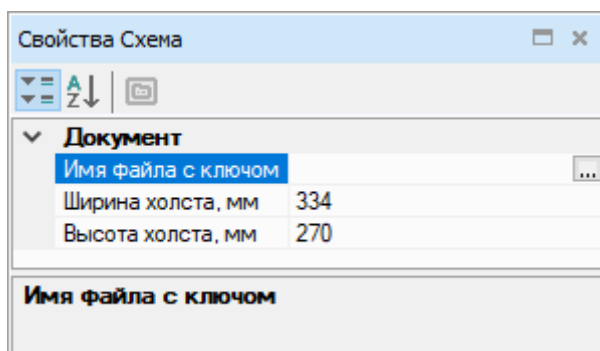 Свойства Схема
Документ
Имя файла с ключом ...
Ширина холста, мм 334
Высота холста, мм 270
Имя файла с ключом